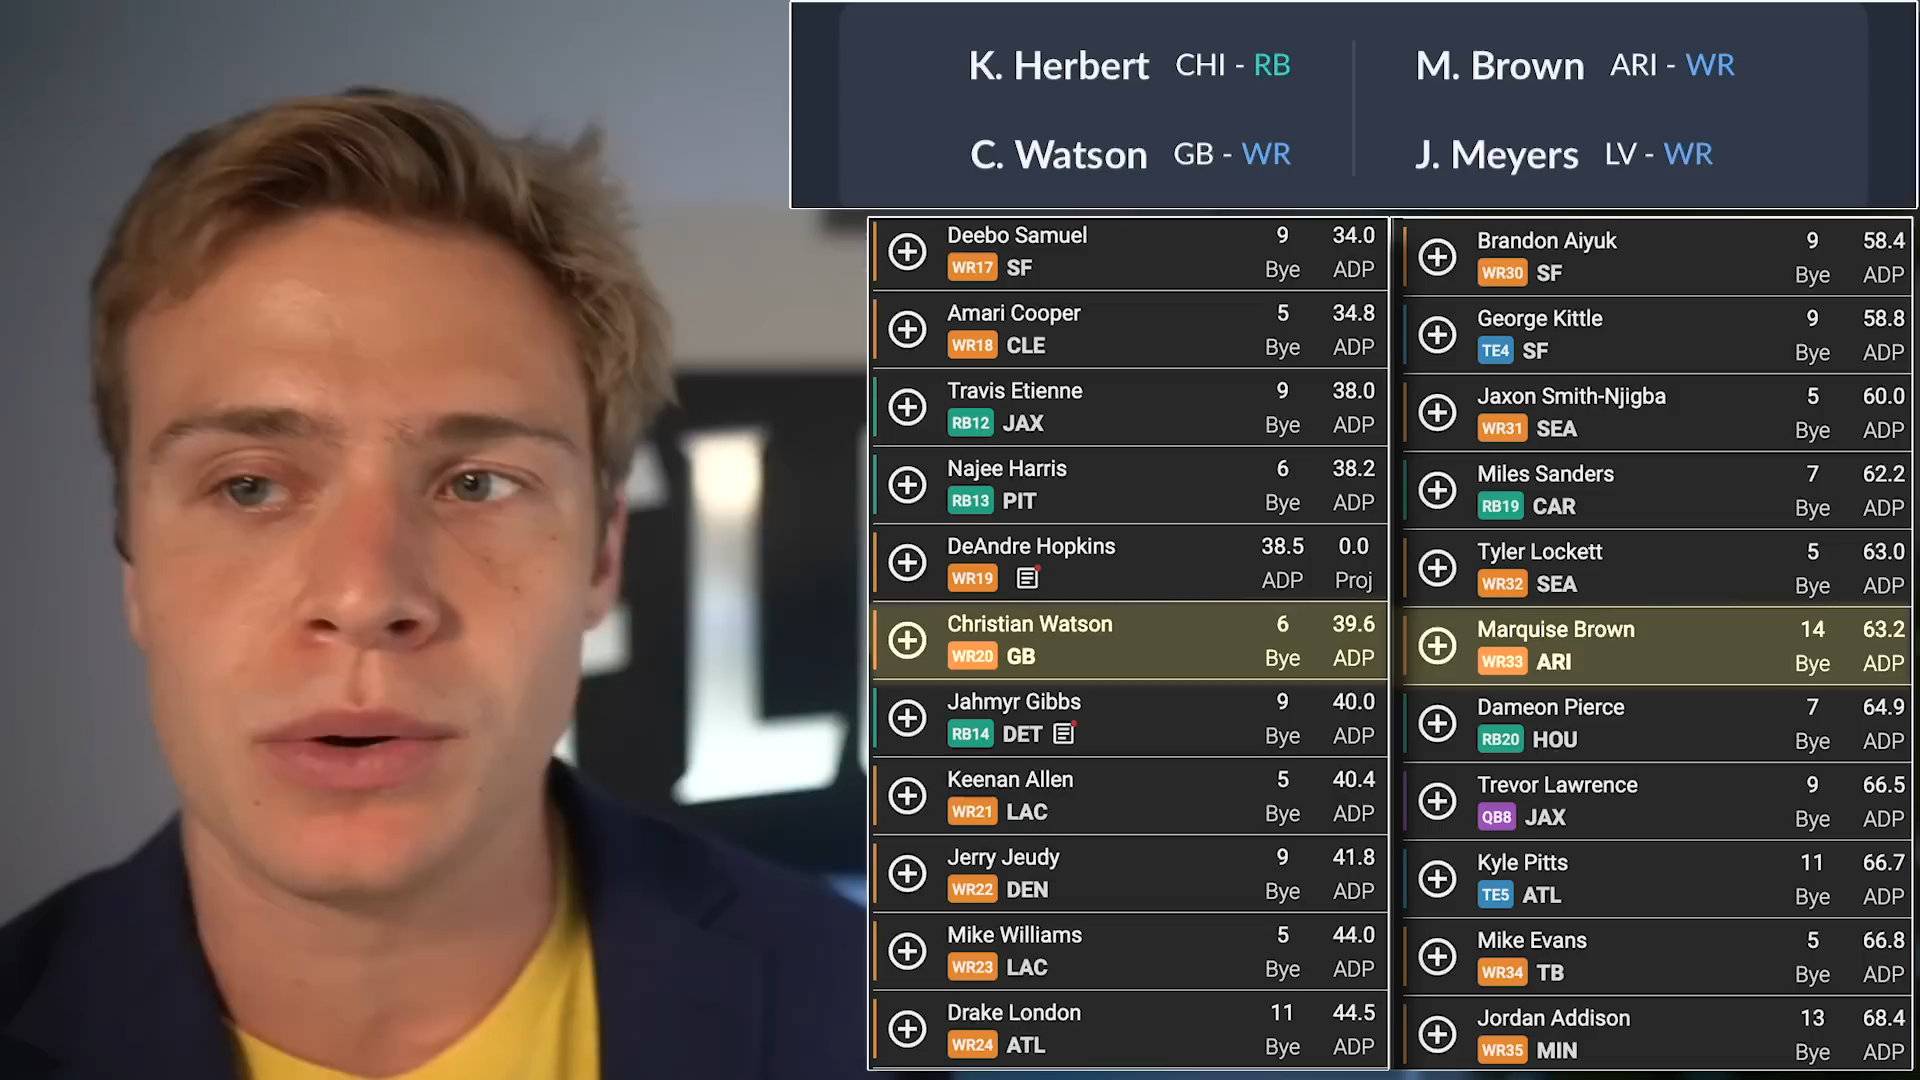 K. Herbert CHI - RB
M. Brown ARI - WR
C. Watson GB - WR
J. Meyers LV - WR
Deebo Samuel 9 34.0
WR17 SF Bye ADP
Amari Cooper 5 34.8
WR18 CLE Bye ADP
Travis Etienne 9 38.0
RB12 JAX Bye ADP
Najee Harris 6 38.2
RB13 PIT Bye ADP
DeAndre Hopkins 38.5 0.0
WR19 ADP Proj
Christian Watson 6 39.6
WR20 GB Bye ADP
Jahmyr Gibbs 9 40.0
RB14 DET Bye ADP
Keenan Allen 5 40.4
WR21 LAC Bye ADP
Jerry Jeudy 9 41.8
WR22 DEN Bye ADP
Mike Williams 5 44.0
WR23 LAC Bye ADP
Drake London 11 44.5
WR24 ATL Bye ADP
Brandon Aiyuk 9 58.4
WR30 SF Bye ADP
George Kittle 9 58.8
TE4 SF Bye ADP
Jaxon Smith-Njigba 5 60.0
WR31 SEA Bye ADP
Miles Sanders 7 62.2
RB19 CAR Bye ADP
Tyler Lockett 5 63.0
WR32 SEA Bye ADP
Marquise Brown 14 63.2
WR33 ARI Bye ADP
Dameon Pierce 7 64.9
RB20 HOU Bye ADP
Trevor Lawrence 9 66.5
QB8 JAX Bye ADP
Kyle Pitts 11 66.7
TE5 ATL Bye ADP
Mike Evans 5 66.8
WR34 TB Bye ADP
Jordan Addison 13 68.4
WR35 MIN Bye ADP